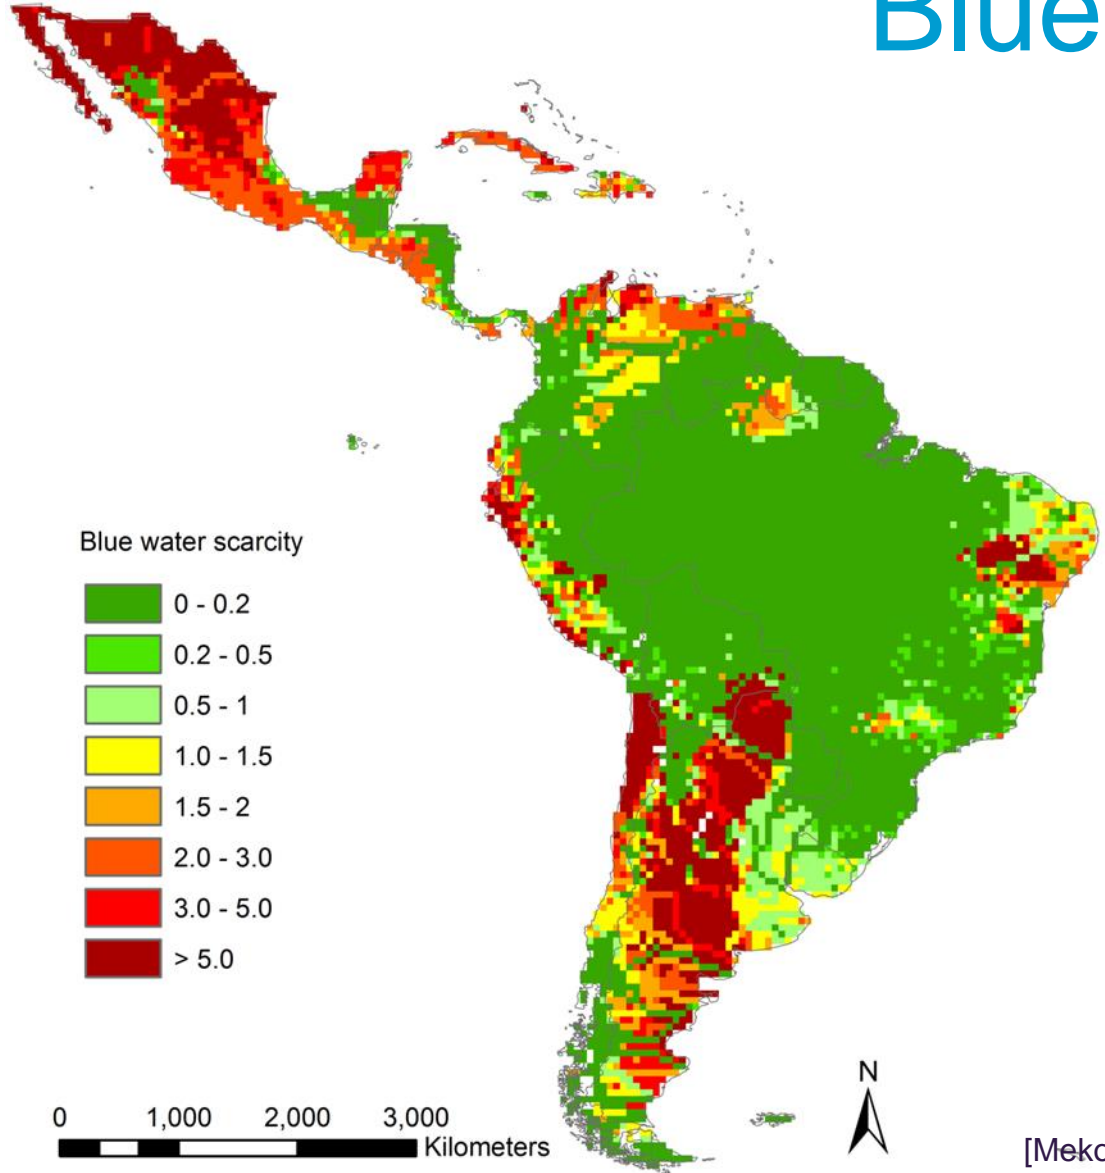 Blue
Blue water scarcity
0 - 0.2
0.2 - 0.5
0.5 - 1
1.0 - 1.5
1.5 - 2
2.0 - 3.0
3.0 - 5.0
> 5.0
0 1,000 2,000 3,000
Kilometers
N
[Meko